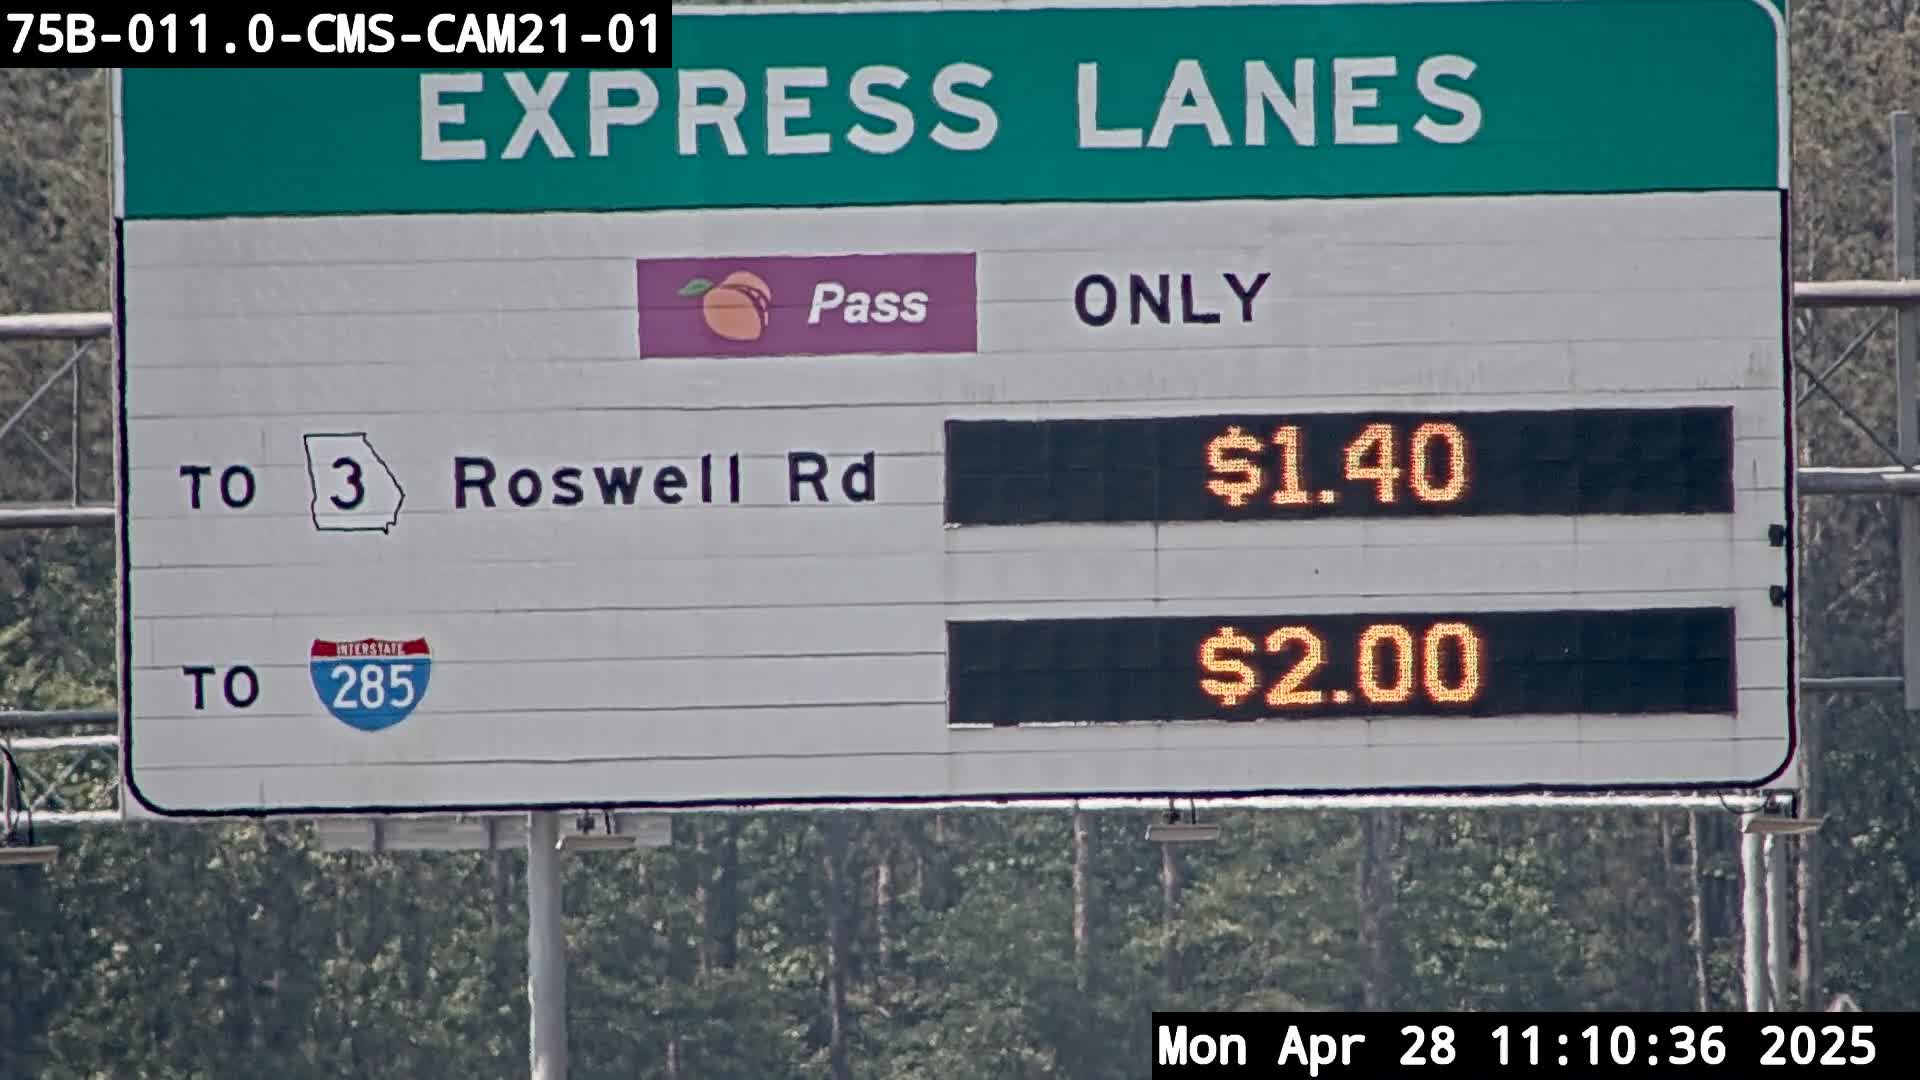 75B-011.0-CMS-CAM21-01
EXPRESS LANES
Pass ONLY
TO 3 Roswell Rd $1.40
INTERSTATE
TO 285 $2.00
Mon Apr 28 11:10:36 2025